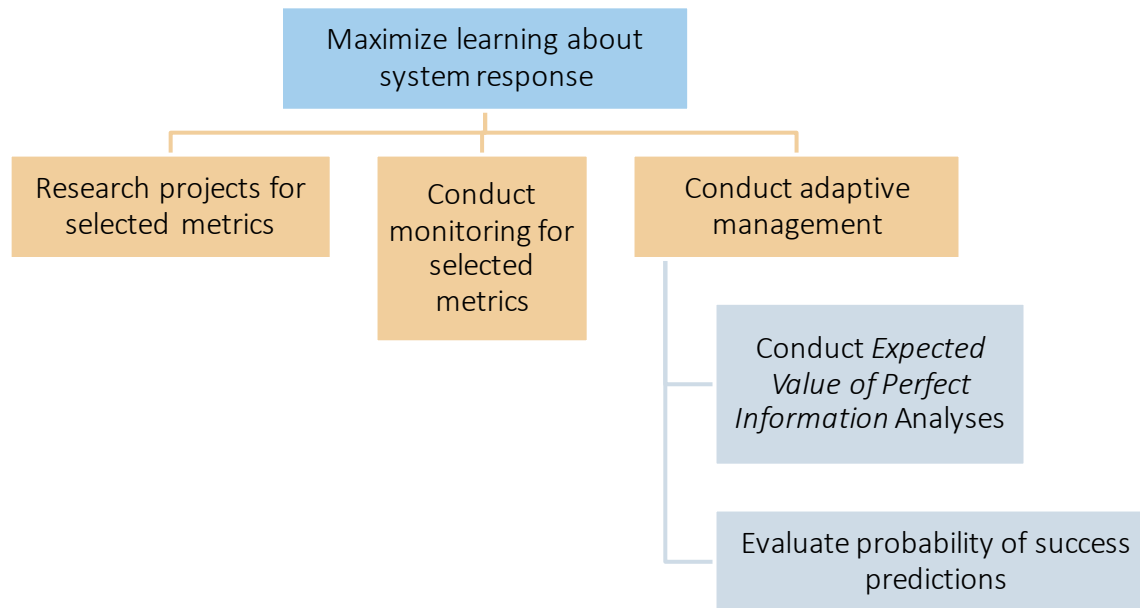 Maximize learning about
system response
Research projects for
selected metrics
Conduct
monitoring for
selected
metrics
Conduct adaptive
management
Conduct Expected
Value of Perfect
Information Analyses
Evaluate probability of success
predictions